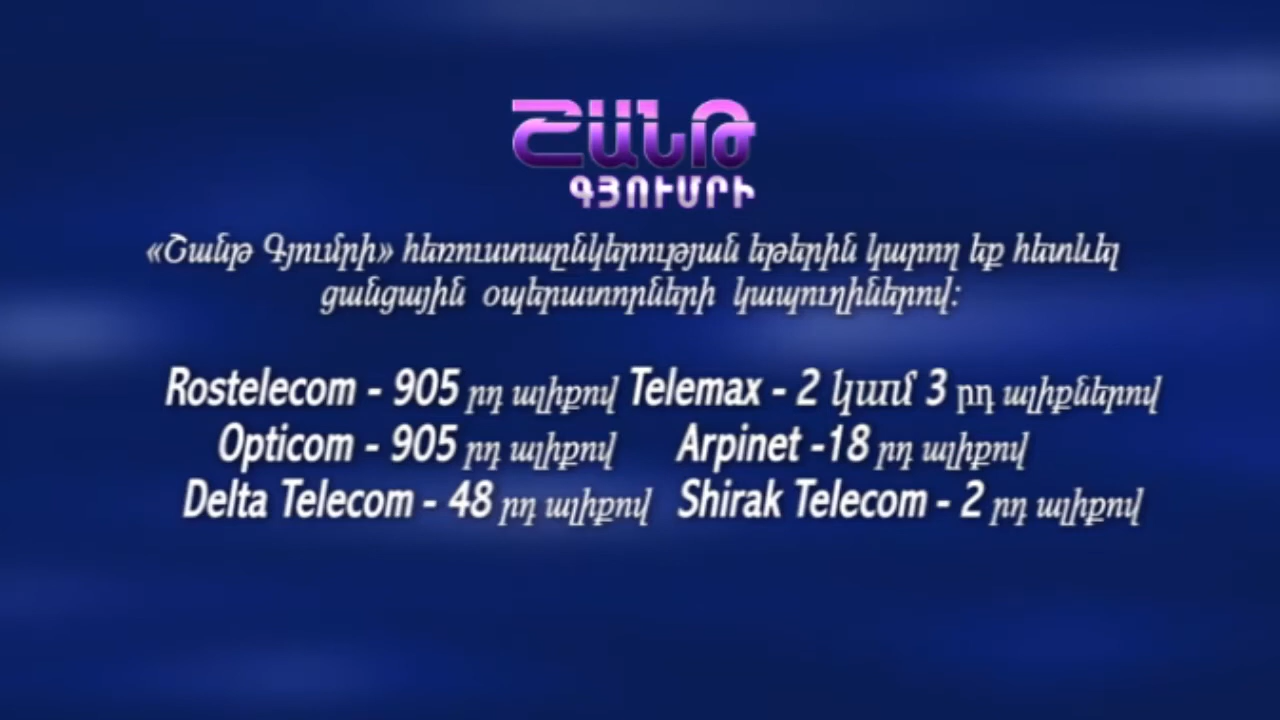 ՇԱՆԹ
ԳՅՈՒՄՐԻ
«Շանթ Գյումրի» հեռուստաընկերության եթերին կարող եք հետևել
ցանցային օպերատորների կապուղիներով:
Rostelecom - 905 րդ ալիքով Telemax - 2 կամ 3 րդ ալիքներով
Opticom - 905 րդ ալիքով Arpinet -18 րդ ալիքով
Delta Telecom - 48 րդ ալիքով Shirak Telecom - 2 րդ ալիքով